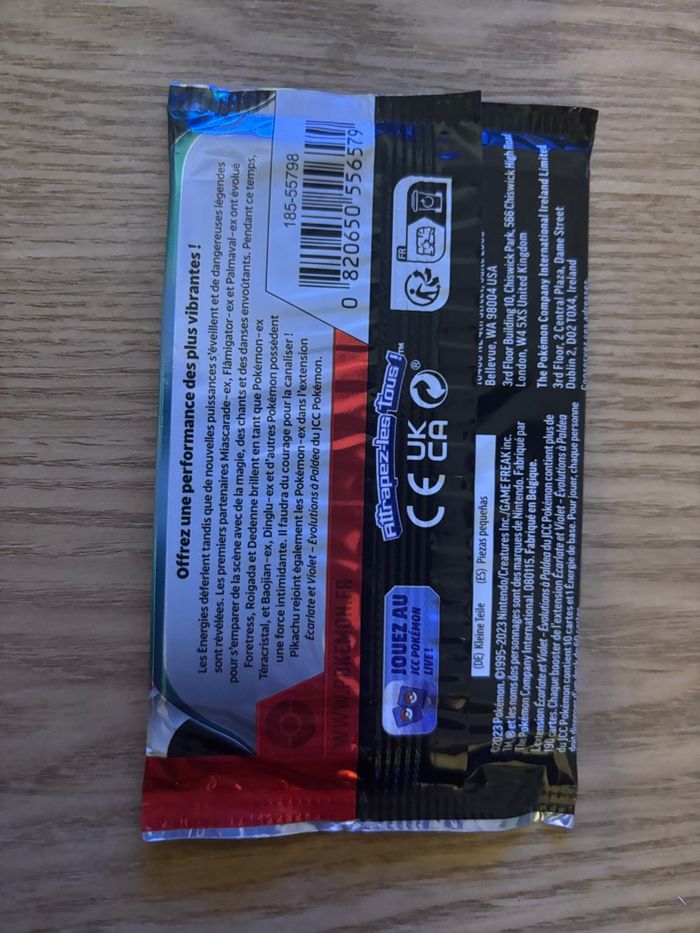 Offrez une performance des plus vibrantes !
Les Énergies déferlent tandis que de nouvelles puissances s'éveillent et de dangereuses légendes
sont révélées. Les premiers partenaires Miascarade-ex, Flâmigator-ex et Palmaval-ex ont évolué
pour s'emparer de la scène avec de la magie, des chants et des danses envoûtants. Pendant ce temps,
Foretress, Roigada et Dedenne brillent en tant que Pokémon-ex
Téracristal, et Baojian-ex, Dinglu-ex et d'autres Pokémon possèdent
une force intimidante. Il faudra du courage pour la canaliser !
Pikachu rejoint également les Pokémon-ex dans l'extension
Écarlate et Violet – Évolutions à Paldea du JCC Pokémon.
185-55798
0 820650 556579
WWW.POKEMON.FR
JOUEZ AU
JCC POKÉMON
LIVE !
Attrapez-les Tous !™
CE UK
CA
®
FR
(DE) Kleine Teile (ES) Piezas pequeñas
©2023 Pokémon. ©1995-2023 Nintendo/Creatures Inc./GAME FREAK Inc.
TM, ® et les noms des personnages sont des marques de Nintendo. Fabriqué par
The Pokémon Company International. 080115. Fabriqué en Belgique.
L'extension Écarlate et Violet – Évolutions à Paldea du JCC Pokémon contient plus de
190 cartes. Chaque booster de l'extension Écarlate et Violet – Évolutions à Paldea
du JCC Pokémon contient 10 cartes et 1 Énergie de base. Pour jouer, chaque personne
Bellevue, WA 98004 USA
3rd Floor Building 10, Chiswick Park, 566 Chiswick High Road
London, W4 5XS United Kingdom
The Pokémon Company International Ireland Limited
3rd Floor, 2 Central Plaza, Dame Street
Dublin 2, D02 T0X4, Ireland